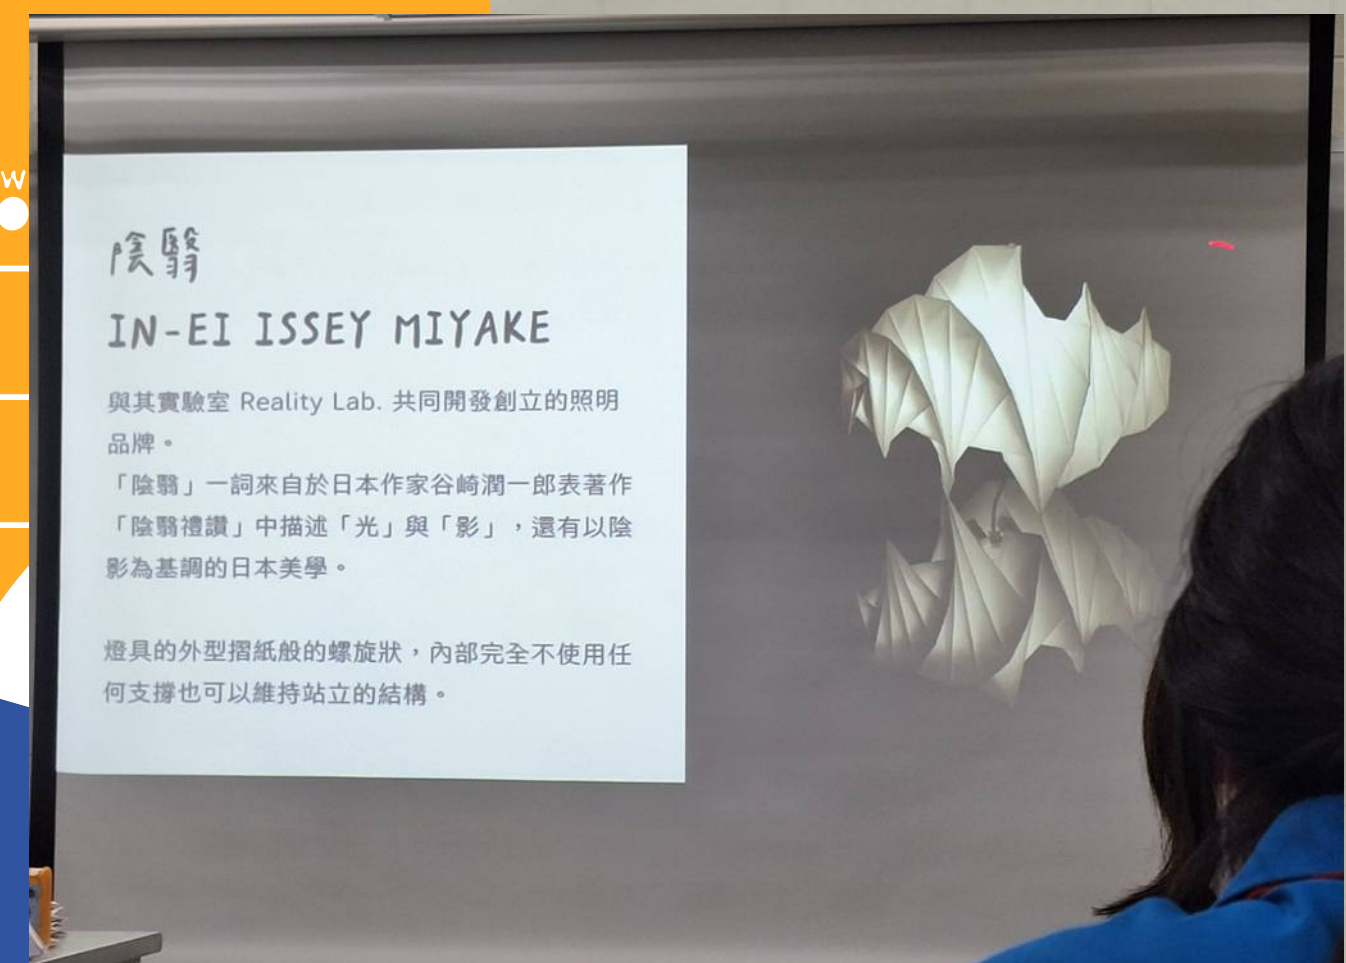 W
陰翳
IN-EI ISSEY MIYAKE
與其實驗室 Reality Lab. 共同開發創立的照明
品牌。
「陰翳」一詞來自於日本作家谷崎潤一郎表著作
「陰翳禮讚」中描述「光」與「影」，還有以陰
影為基調的日本美學。
燈具的外型摺紙般的螺旋狀，內部完全不使用任
何支撐也可以維持站立的結構。